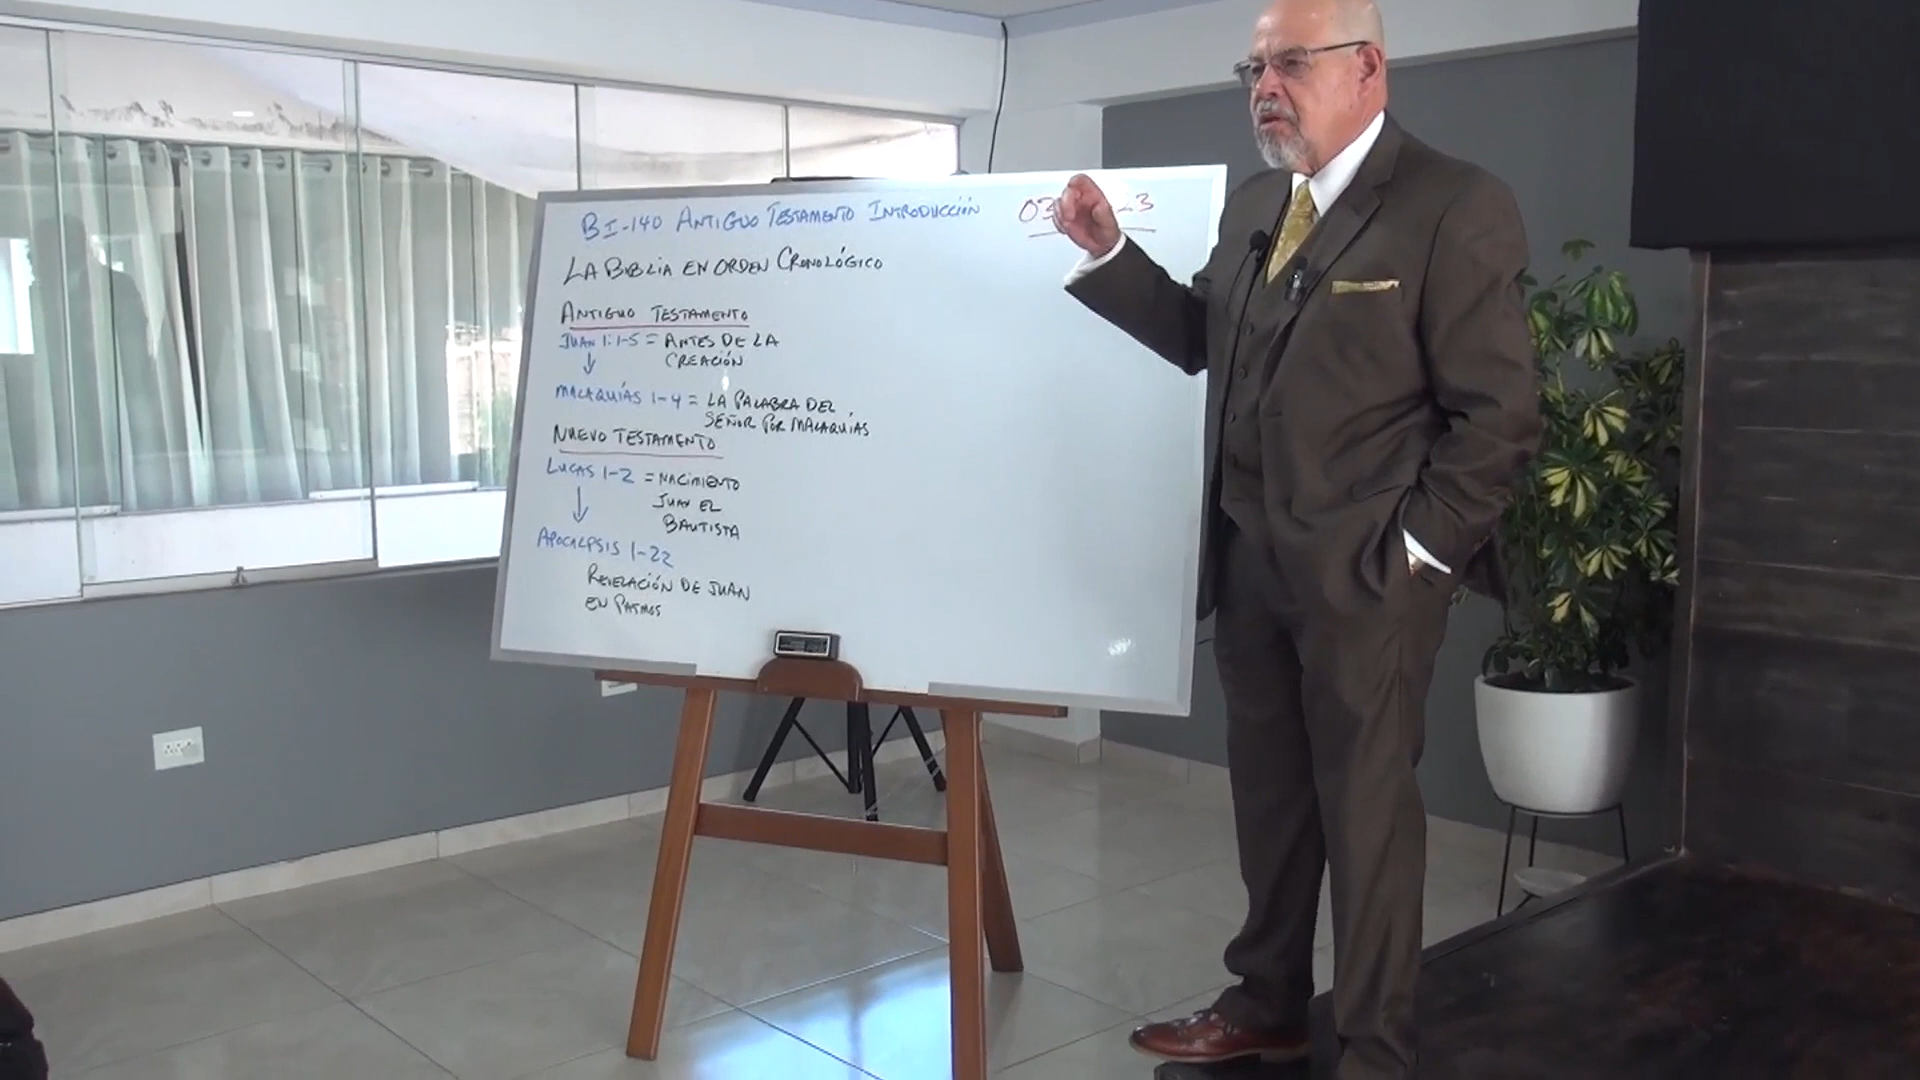 BI-140 ANTIGUO TESTAMENTO INTRODUCCIÓN
LA BIBLIA EN ORDEN CRONOLÓGICO
ANTIGUO TESTAMENTO
JUAN 1:1-5 = ANTES DE LA
CREACIÓN
MALAQUÍAS 1-4 = LA PALABRA DEL
SEÑOR POR MALAQUÍAS
NUEVO TESTAMENTO
LUCAS 1-2 = NACIMIENTO
JUAN EL
BAUTISTA
APOCALPSIS 1-22
REVELACIÓN DE JUAN
EN PATMOS